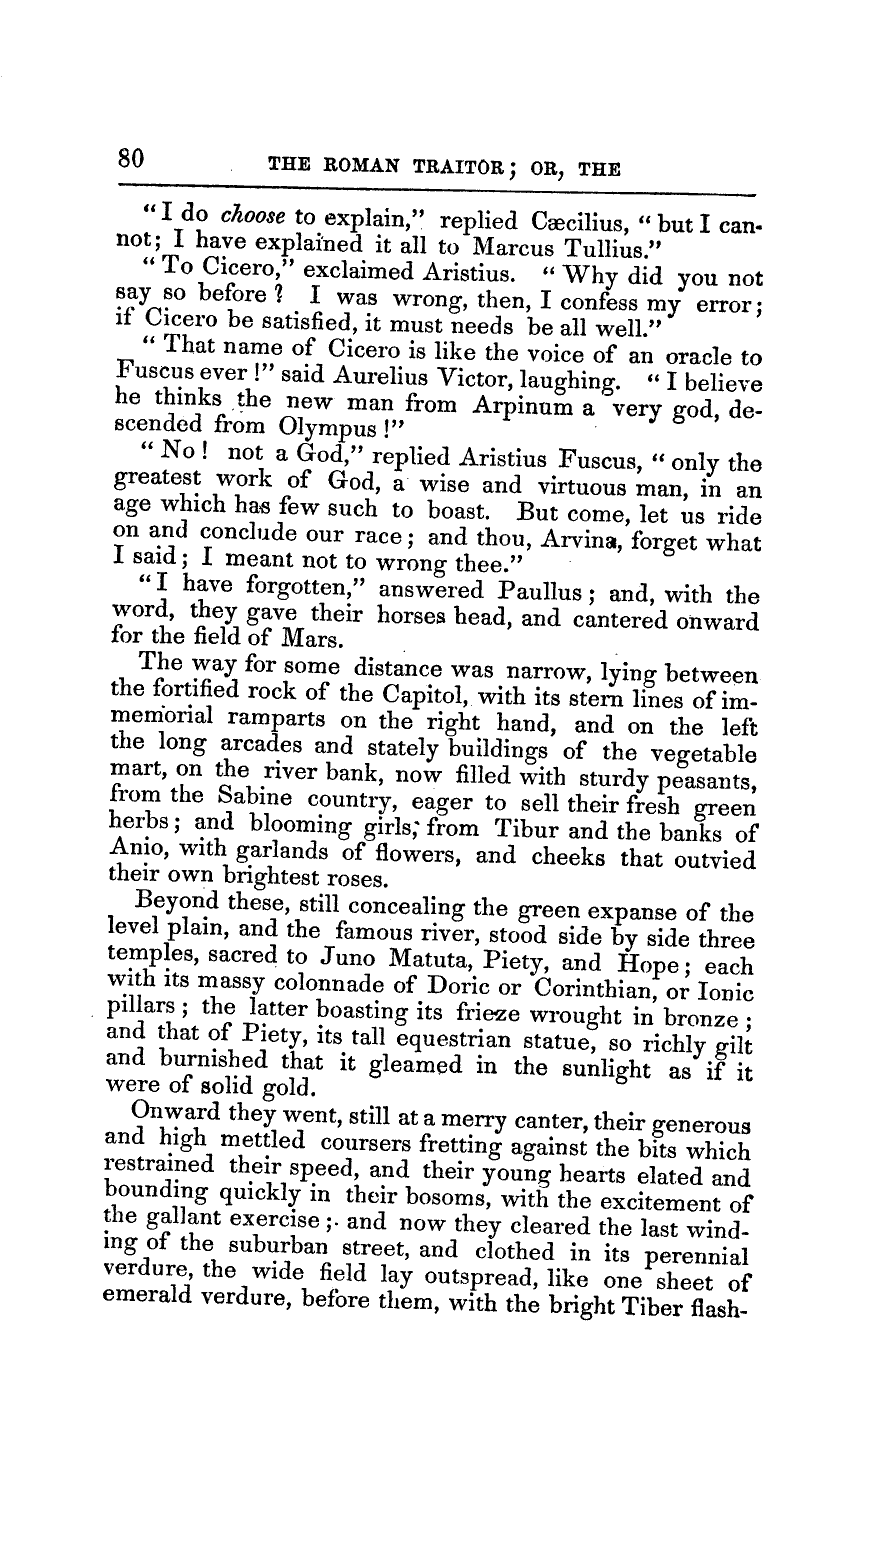 80 THE ROMAN TRAITOR; OR, THE
"I do choose to explain," replied Cæcilius, "but I can-
not; I have explained it all to Marcus Tullius."
"To Cicero," exclaimed Aristius. "Why did you not
say so before? I was wrong, then, I confess my error;
if Cicero be satisfied, it must needs be all well."
"That name of Cicero is like the voice of an oracle to
Fuscus ever!" said Aurelius Victor, laughing. "I believe
he thinks the new man from Arpinum a very god, de-
scended from Olympus!"
"No! not a God," replied Aristius Fuscus, "only the
greatest work of God, a wise and virtuous man, in an
age which has few such to boast. But come, let us ride
on and conclude our race; and thou, Arvina, forget what
I said; I meant not to wrong thee."
"I have forgotten," answered Paullus; and, with the
word, they gave their horses head, and cantered onward
for the field of Mars.
The way for some distance was narrow, lying between
the fortified rock of the Capitol, with its stern lines of im-
memorial ramparts on the right hand, and on the left
the long arcades and stately buildings of the vegetable
mart, on the river bank, now filled with sturdy peasants,
from the Sabine country, eager to sell their fresh green
herbs; and blooming girls, from Tibur and the banks of
Anio, with garlands of flowers, and cheeks that outvied
their own brightest roses.
Beyond these, still concealing the green expanse of the
level plain, and the famous river, stood side by side three
temples, sacred to Juno Matuta, Piety, and Hope; each
with its massy colonnade of Doric or Corinthian, or Ionic
pillars; the latter boasting its frieze wrought in bronze;
and that of Piety, its tall equestrian statue, so richly gilt
and burnished that it gleamed in the sunlight as if it
were of solid gold.
Onward they went, still at a merry canter, their generous
and high mettled coursers fretting against the bits which
restrained their speed, and their young hearts elated and
bounding quickly in their bosoms, with the excitement of
the gallant exercise; and now they cleared the last wind-
ing of the suburban street, and clothed in its perennial
verdure, the wide field lay outspread, like one sheet of
emerald verdure, before them, with the bright Tiber flash-